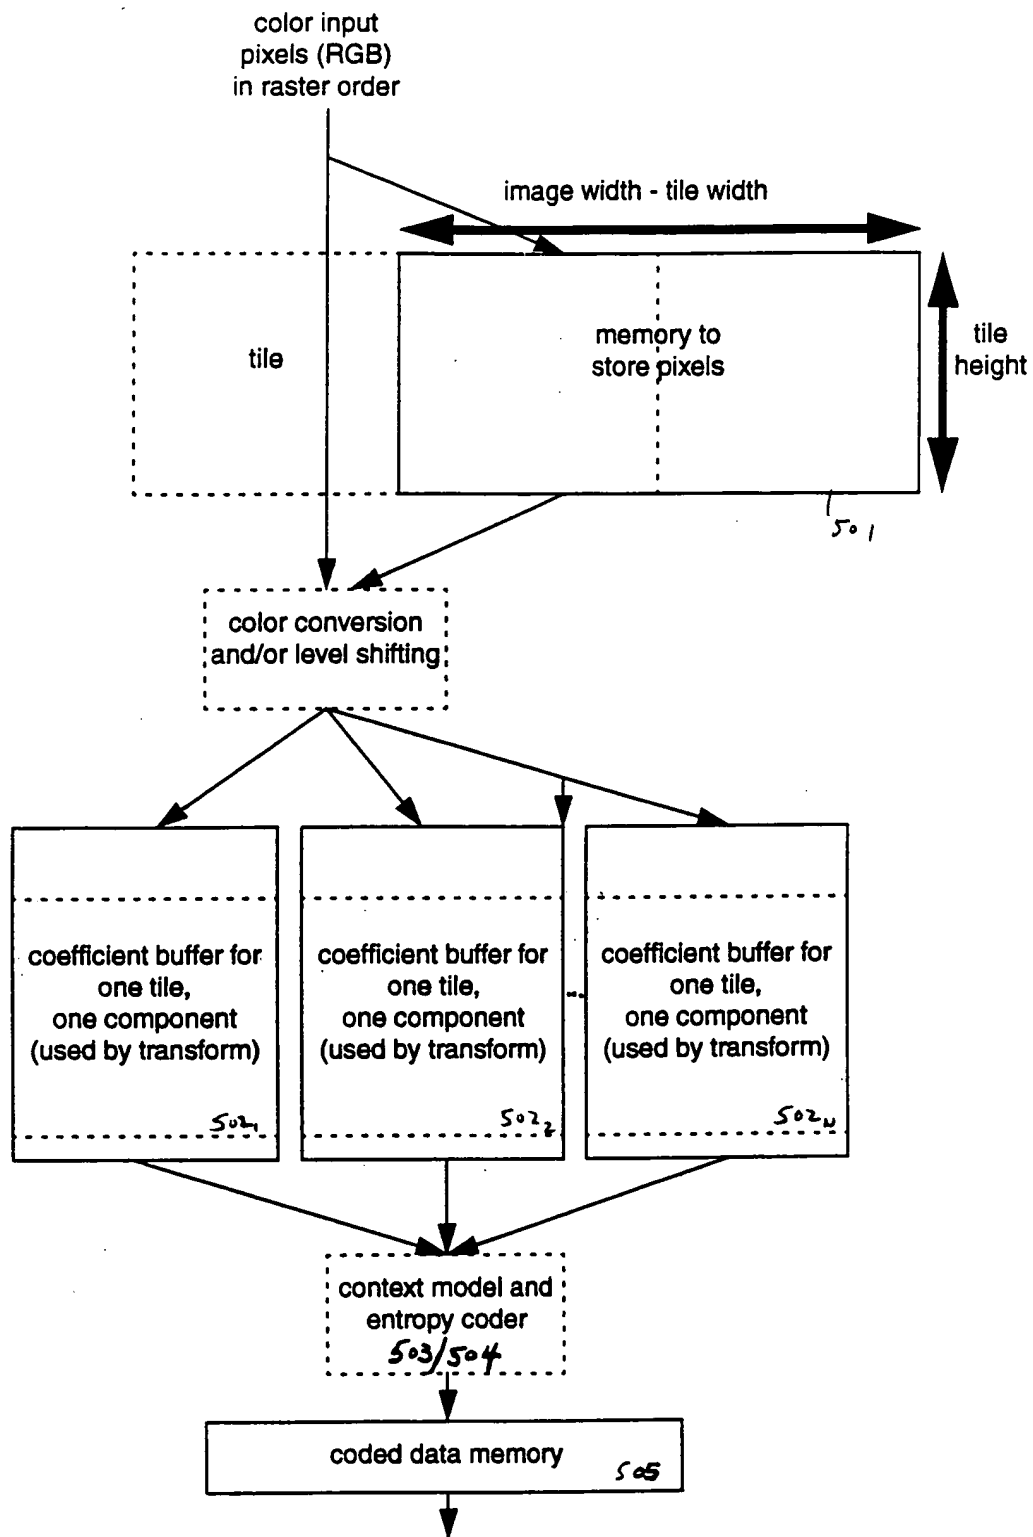 color input
pixels (RGB)
in raster order
image width - tile width
tile
memory to
store pixels
tile
height
501
color conversion
and/or level shifting
coefficient buffer for
one tile,
one component
(used by transform)
502₁
coefficient buffer for
one tile,
one component
(used by transform)
502₂
...
coefficient buffer for
one tile,
one component
(used by transform)
502N
context model and
entropy coder
503/504
coded data memory
505